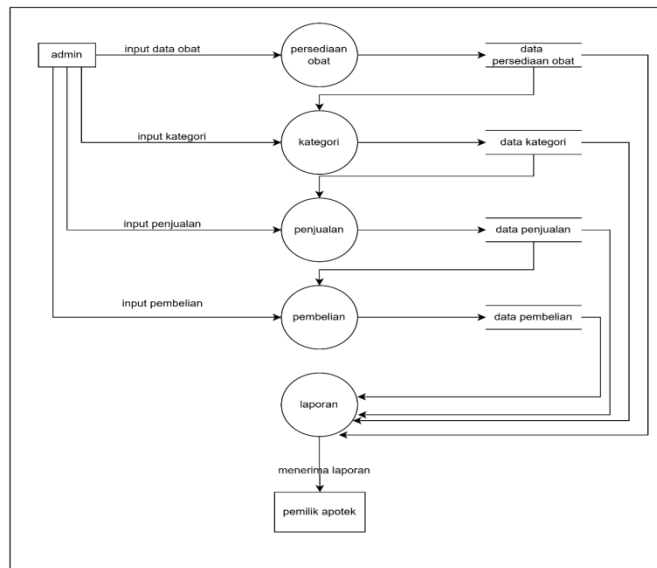 admin
input data obat
persediaan
obat
data
persediaan obat
input kategori
kategori
data kategori
input penjualan
penjualan
data penjualan
input pembelian
pembelian
data pembelian
laporan
menerima laporan
pemilik apotek